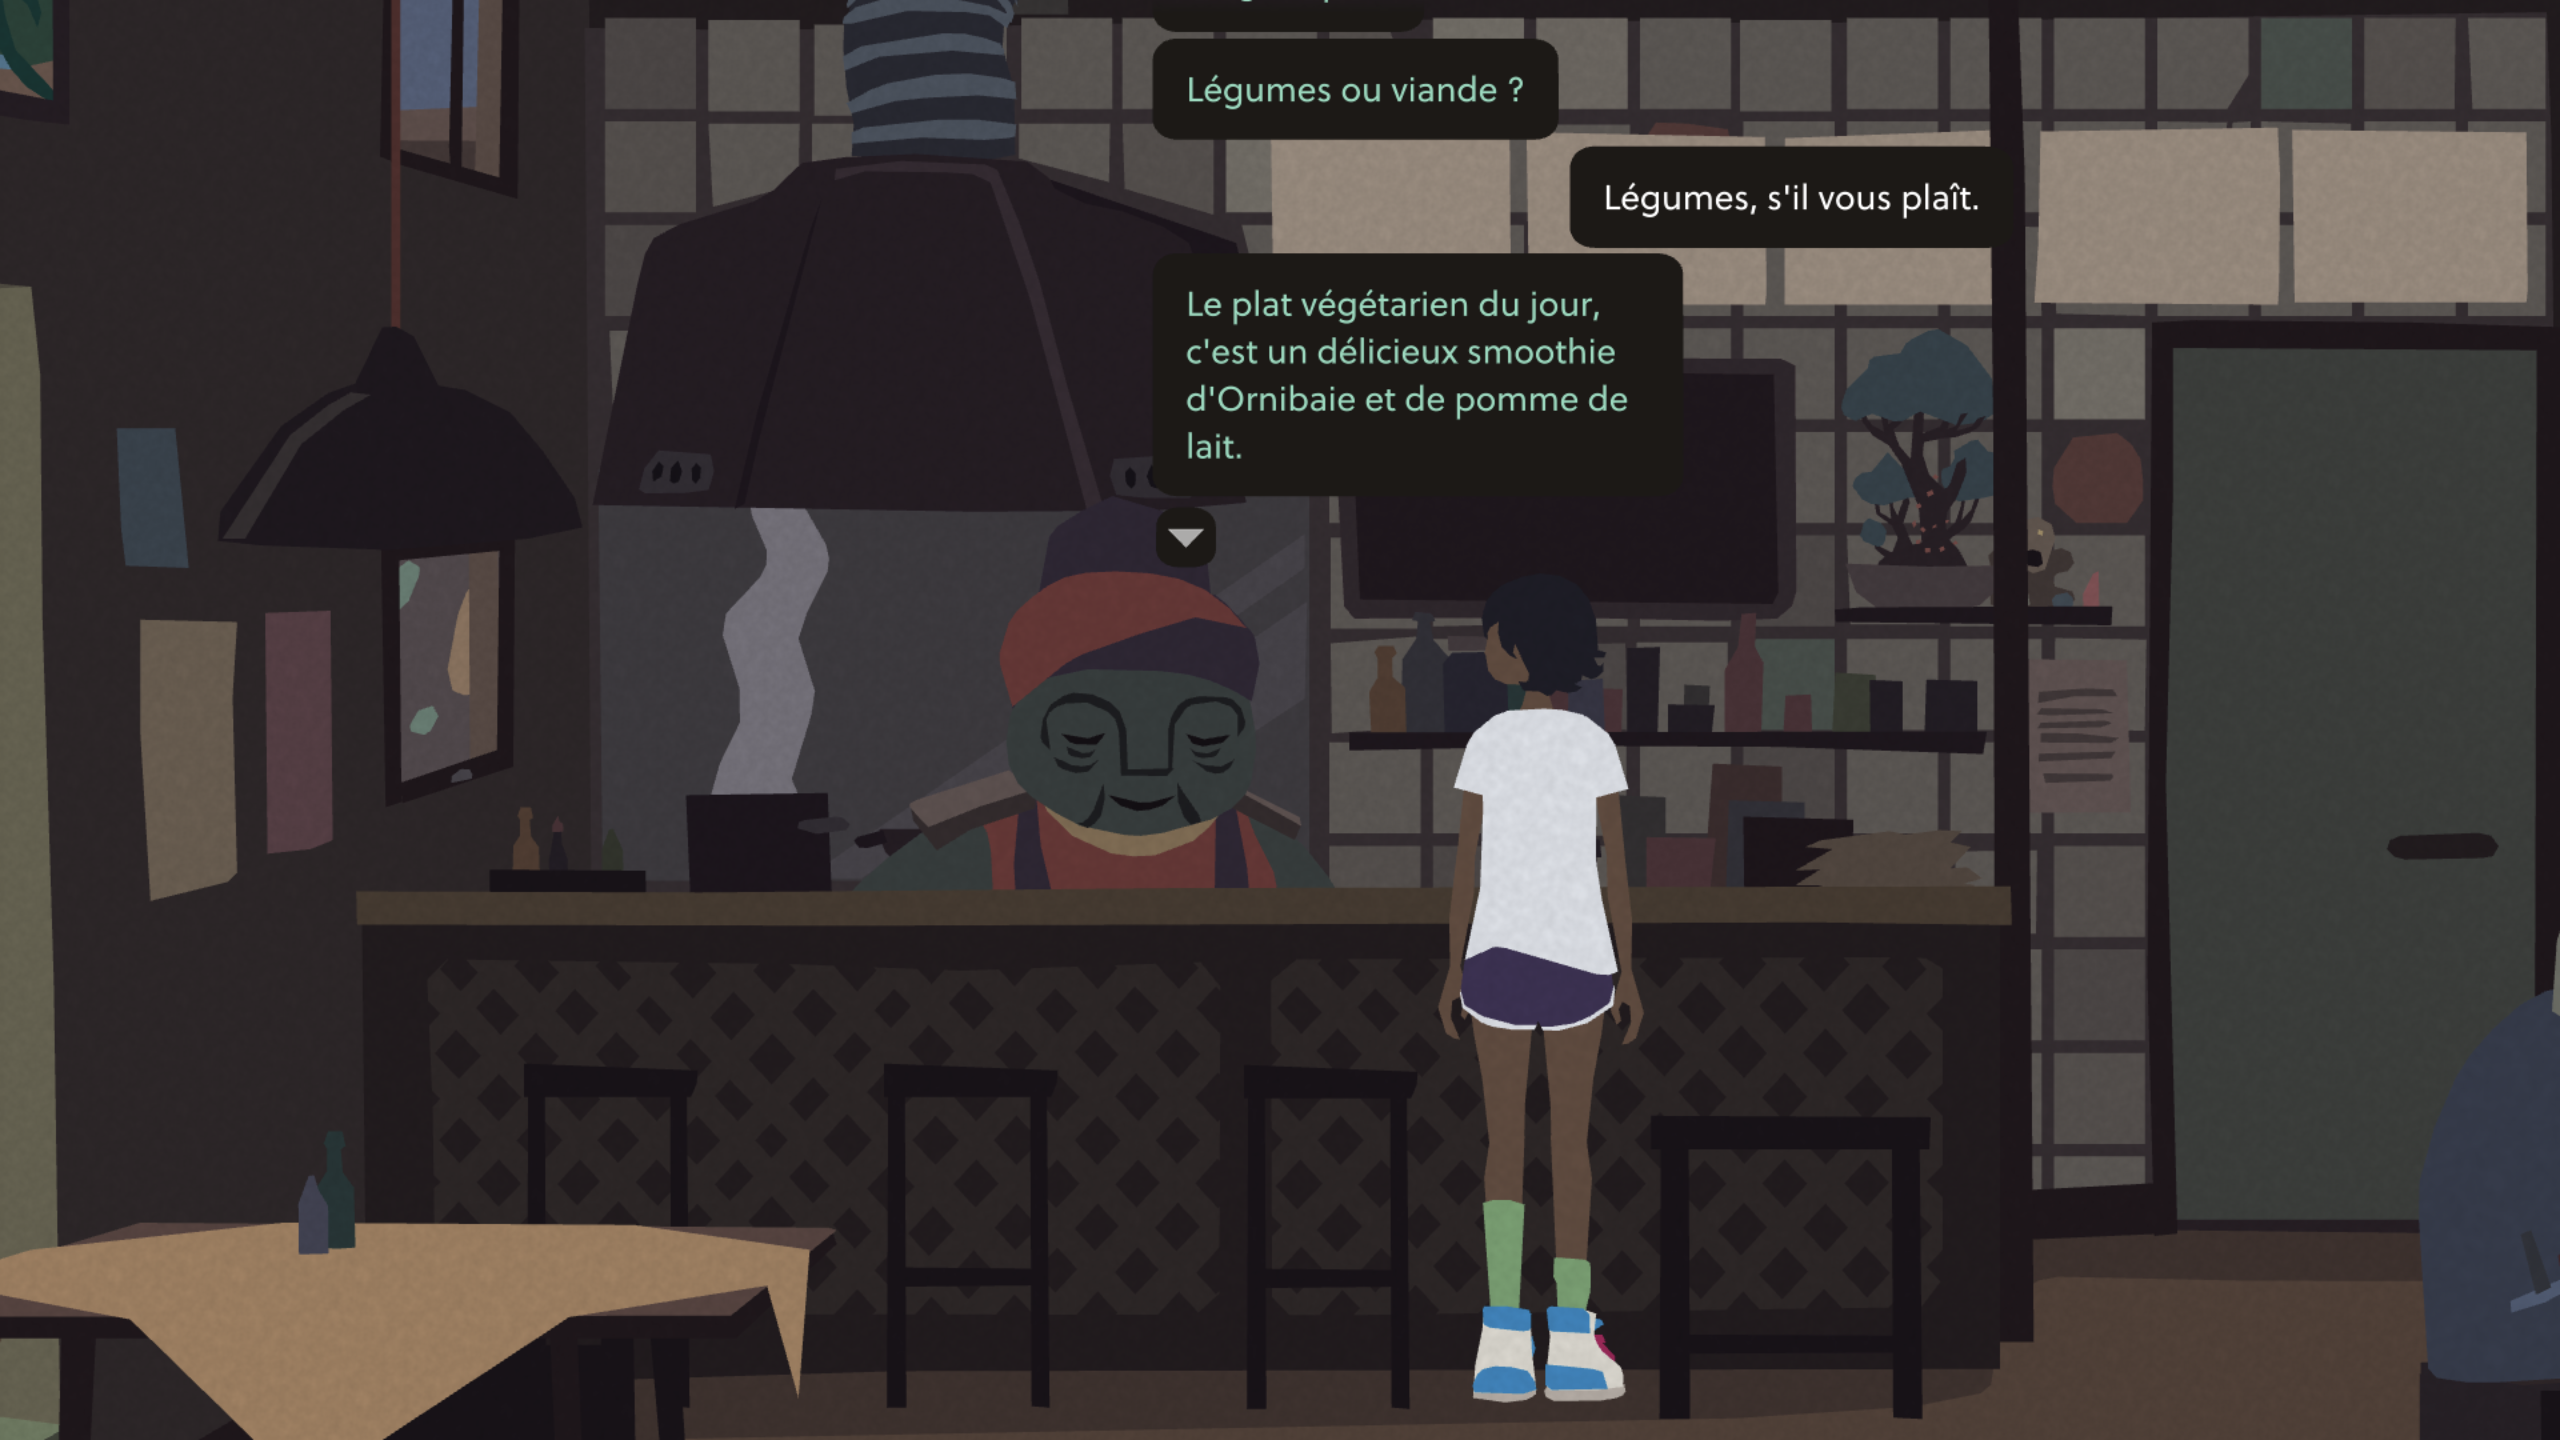 Légumes ou viande ?
Légumes, s'il vous plaît.
Le plat végétarien du jour,
c'est un délicieux smoothie
d'Ornibaie et de pomme de
lait.